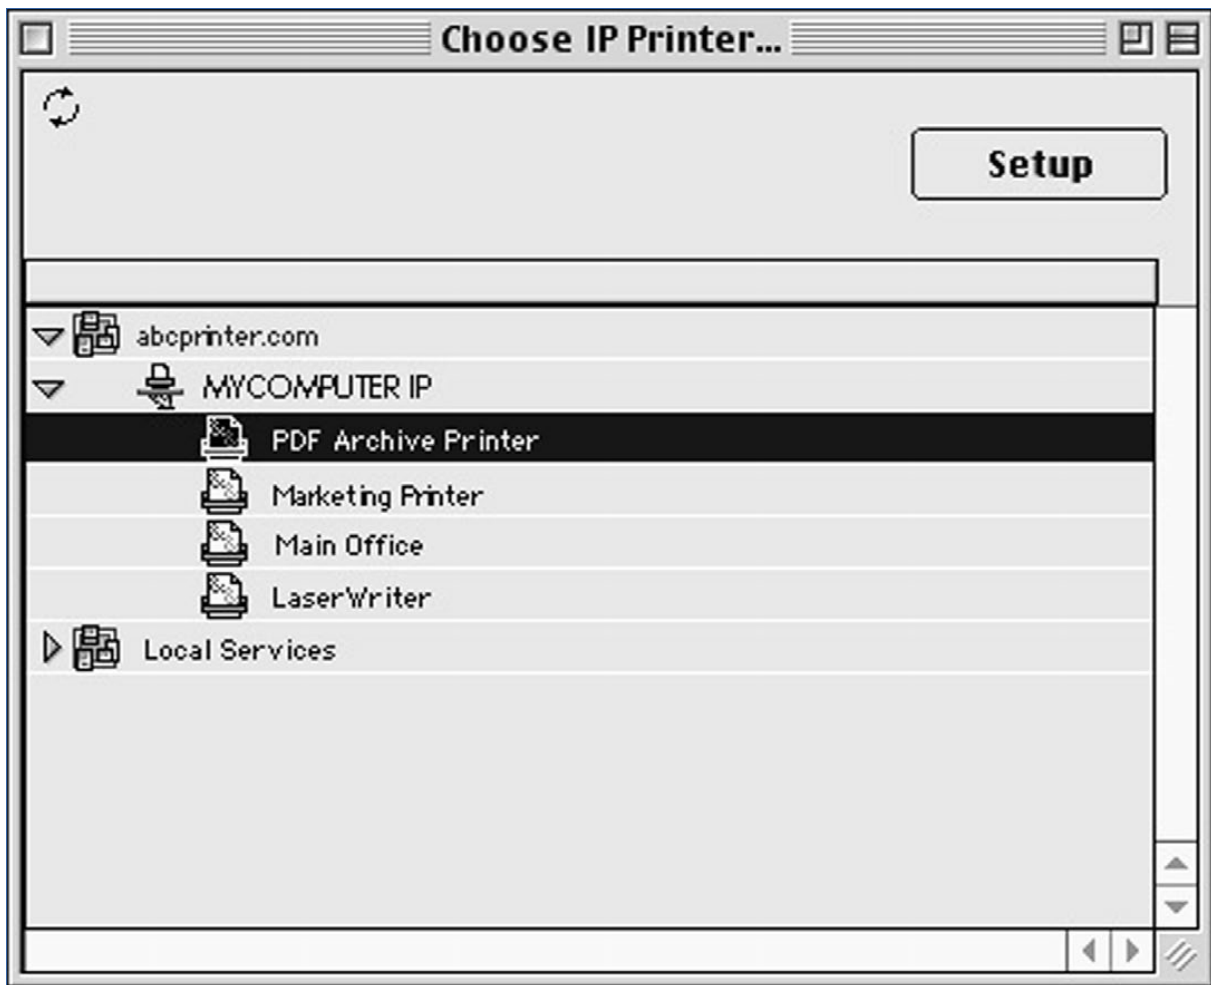 Choose IP Printer...
Setup
abcprinter.com
MYCOMPUTER IP
PDF Archive Printer
Marketing Printer
Main Office
LaserWriter
Local Services